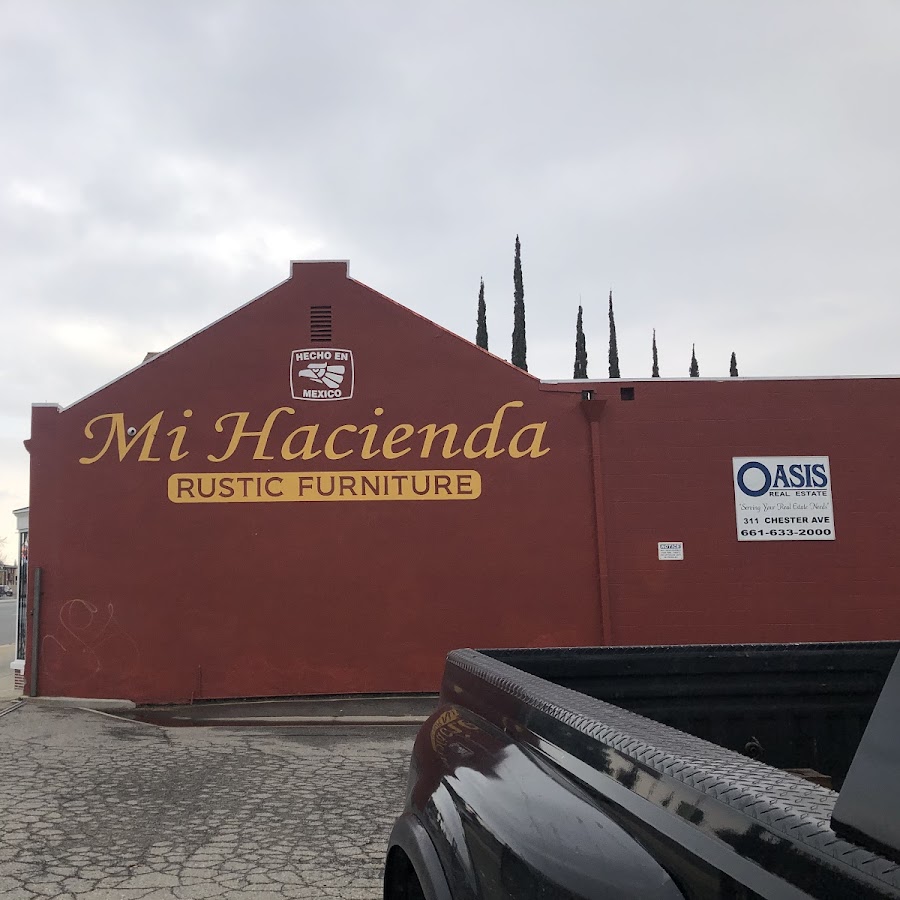 HECHO EN
MEXICO
Mi Hacienda
RUSTIC FURNITURE
OASIS
REAL ESTATE
"Serving Your Real Estate Needs"
311 CHESTER AVE
661-633-2000
NOTICE